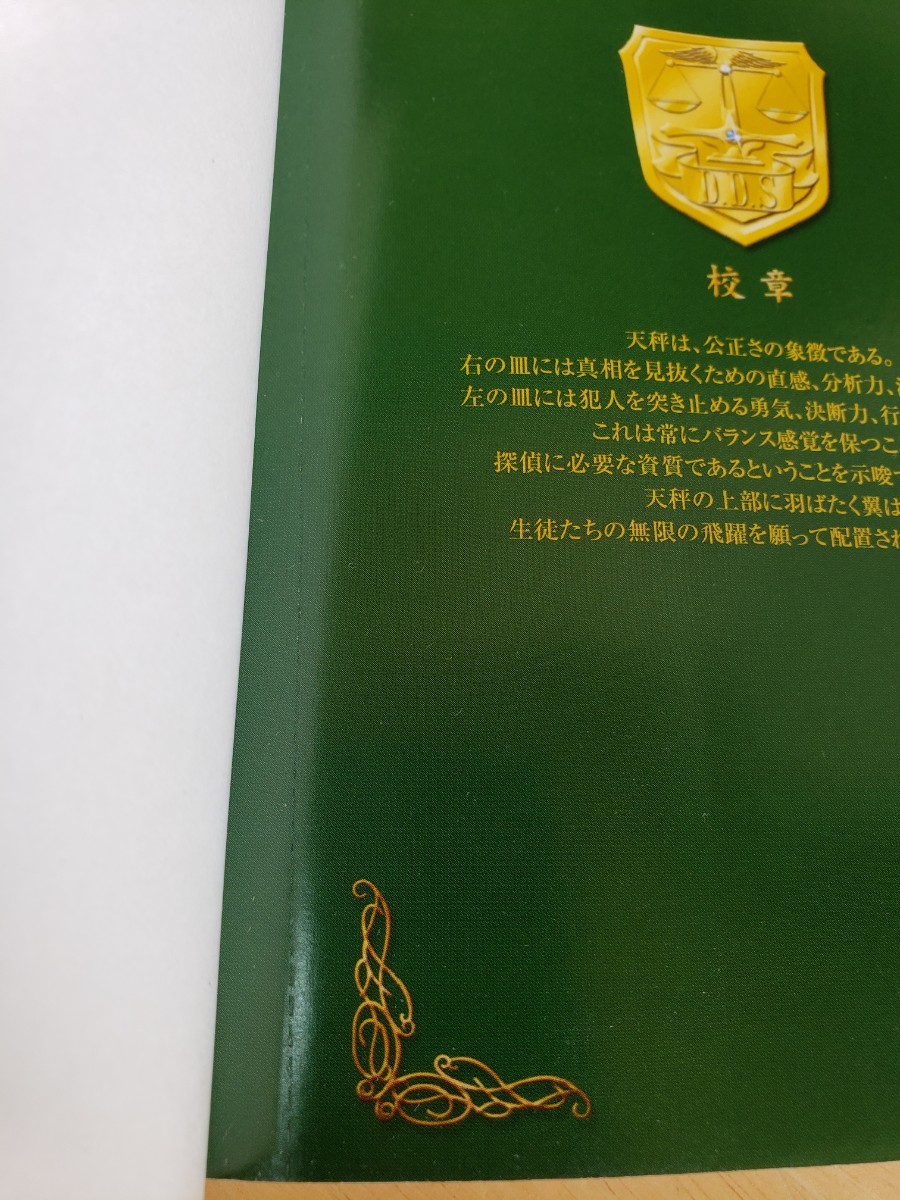 D.D.S
校章
天秤は、公正さの象徴である。
右の皿には真相を見抜くための直感、分析力、
左の皿には犯人を突き止める勇気、決断力、行
これは常にバランス感覚を保つこ
探偵に必要な資質であるということを示唆
天秤の上部に羽ばたく翼は
生徒たちの無限の飛躍を願って配置さ